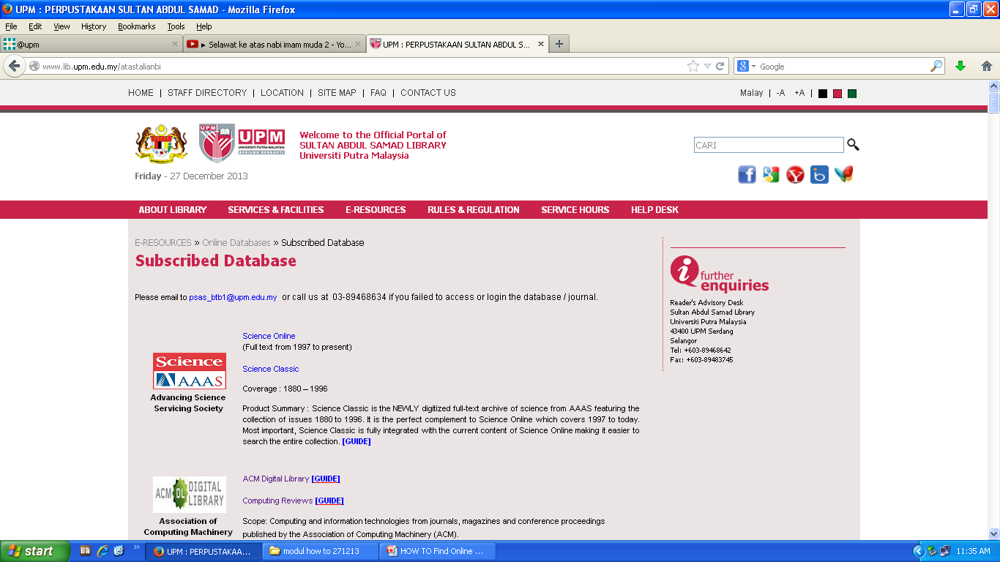 UPM : PERPUSTAKAAN SULTAN ABDUL SAMAD - Mozilla Firefox
File Edit View History Bookmarks Tools Help
@upm
► Selawat ke atas nabi imam muda 2 - Yo...
UPM : PERPUSTAKAAN SULTAN ABDUL S...
www.lib.upm.edu.my/atastalianbi
Google
HOME | STAFF DIRECTORY | LOCATION | SITE MAP | FAQ | CONTACT US
Malay | -A +A |
UPM
UPM
UNIVERSITI PUTRA MALAYSIA
Welcome to the Official Portal of
SULTAN ABDUL SAMAD LIBRARY
Universiti Putra Malaysia
CARI
Friday - 27 December 2013
ABOUT LIBRARY SERVICES & FACILITIES E-RESOURCES RULES & REGULATION SERVICE HOURS HELP DESK
E-RESOURCES » Online Databases » Subscribed Database
Subscribed Database
Please email to psas_btb1@upm.edu.my or call us at 03-89468634 if you failed to access or login the database / journal.
Science Online
(Full text from 1997 to present)
Science Classic
Science
AAAS
Advancing Science
Servicing Society
Coverage : 1880 – 1996
Product Summary : Science Classic is the NEWLY digitized full-text archive of science from AAAS featuring the
collection of issues 1880 to 1996. It is the perfect complement to Science Online which covers 1997 to today.
Most important, Science Classic is fully integrated with the current content of Science Online making it easier to
search the entire collection. [GUIDE]
ACM DL DIGITAL
LIBRARY
Association of
Computing Machinery
ACM Digital Library [GUIDE]
Computing Reviews [GUIDE]
Scope: Computing and information technologies from journals, magazines and conference proceedings
published by the Association of Computing Machinery (ACM).
i further
enquiries
Reader's Advisory Desk
Sultan Abdul Samad Library
Universiti Putra Malaysia
43400 UPM Serdang
Selangor
Tel: +603-89468642
Fax: +603-89483745
start
UPM : PERPUSTAKAA...
modul how to 271213
HOW TO Find Online ...
11:35 AM